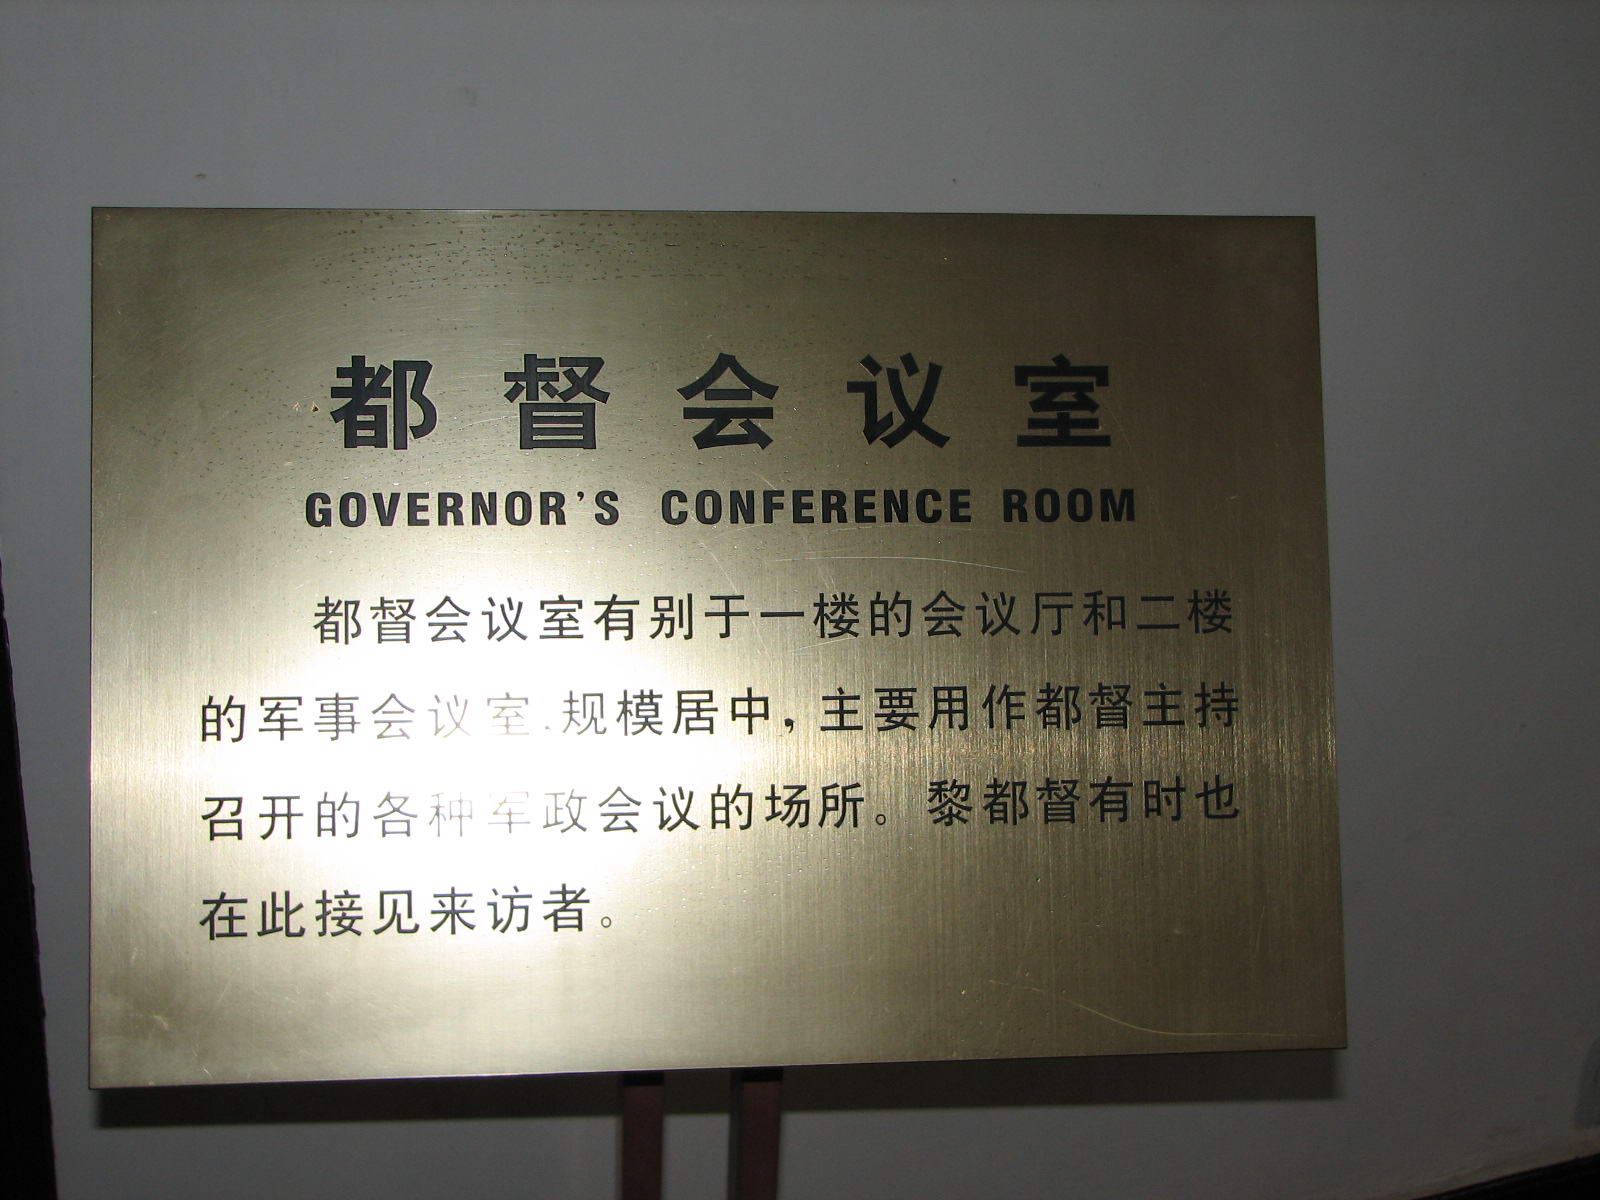 都督会议室
GOVERNOR'S CONFERENCE ROOM
都督会议室有别于一楼的会议厅和二楼
的军事会议室.规模居中，主要用作都督主持
召开的各种军政会议的场所。黎都督有时也
在此接见来访者。